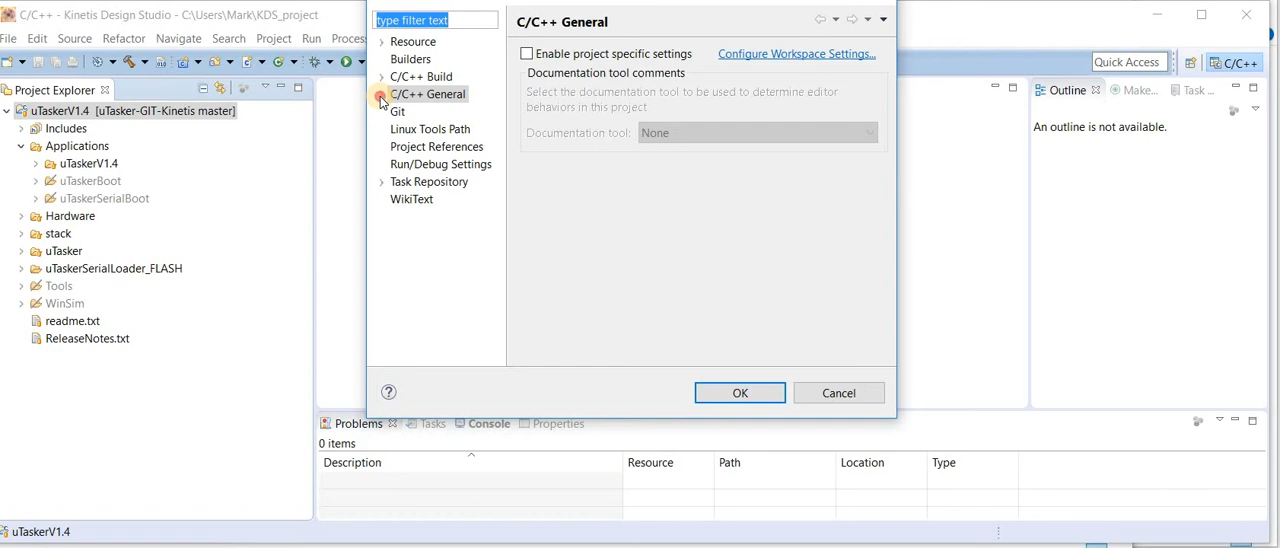 C/C++ - Kinetis Design Studio - C:\Users\Mark\KDS_project
File Edit Source Refactor Navigate Search Project Run Proces
Quick Access
C/C++
Project Explorer
uTaskerV1.4 [uTasker-GIT-Kinetis master]
Includes
Applications
uTaskerV1.4
uTaskerBoot
uTaskerSerialBoot
Hardware
stack
uTasker
uTaskerSerialLoader_FLASH
Tools
WinSim
readme.txt
ReleaseNotes.txt
type filter text
Resource
Builders
C/C++ Build
C/C++ General
Git
Linux Tools Path
Project References
Run/Debug Settings
Task Repository
WikiText
C/C++ General
Enable project specific settings
Configure Workspace Settings...
Documentation tool comments
Select the documentation tool to be used to determine editor
behaviors in this project
Documentation tool:
None
OK
Cancel
Outline
Make...
Task ...
An outline is not available.
Problems
Tasks
Console
Properties
0 items
Description Resource Path Location Type
uTaskerV1.4